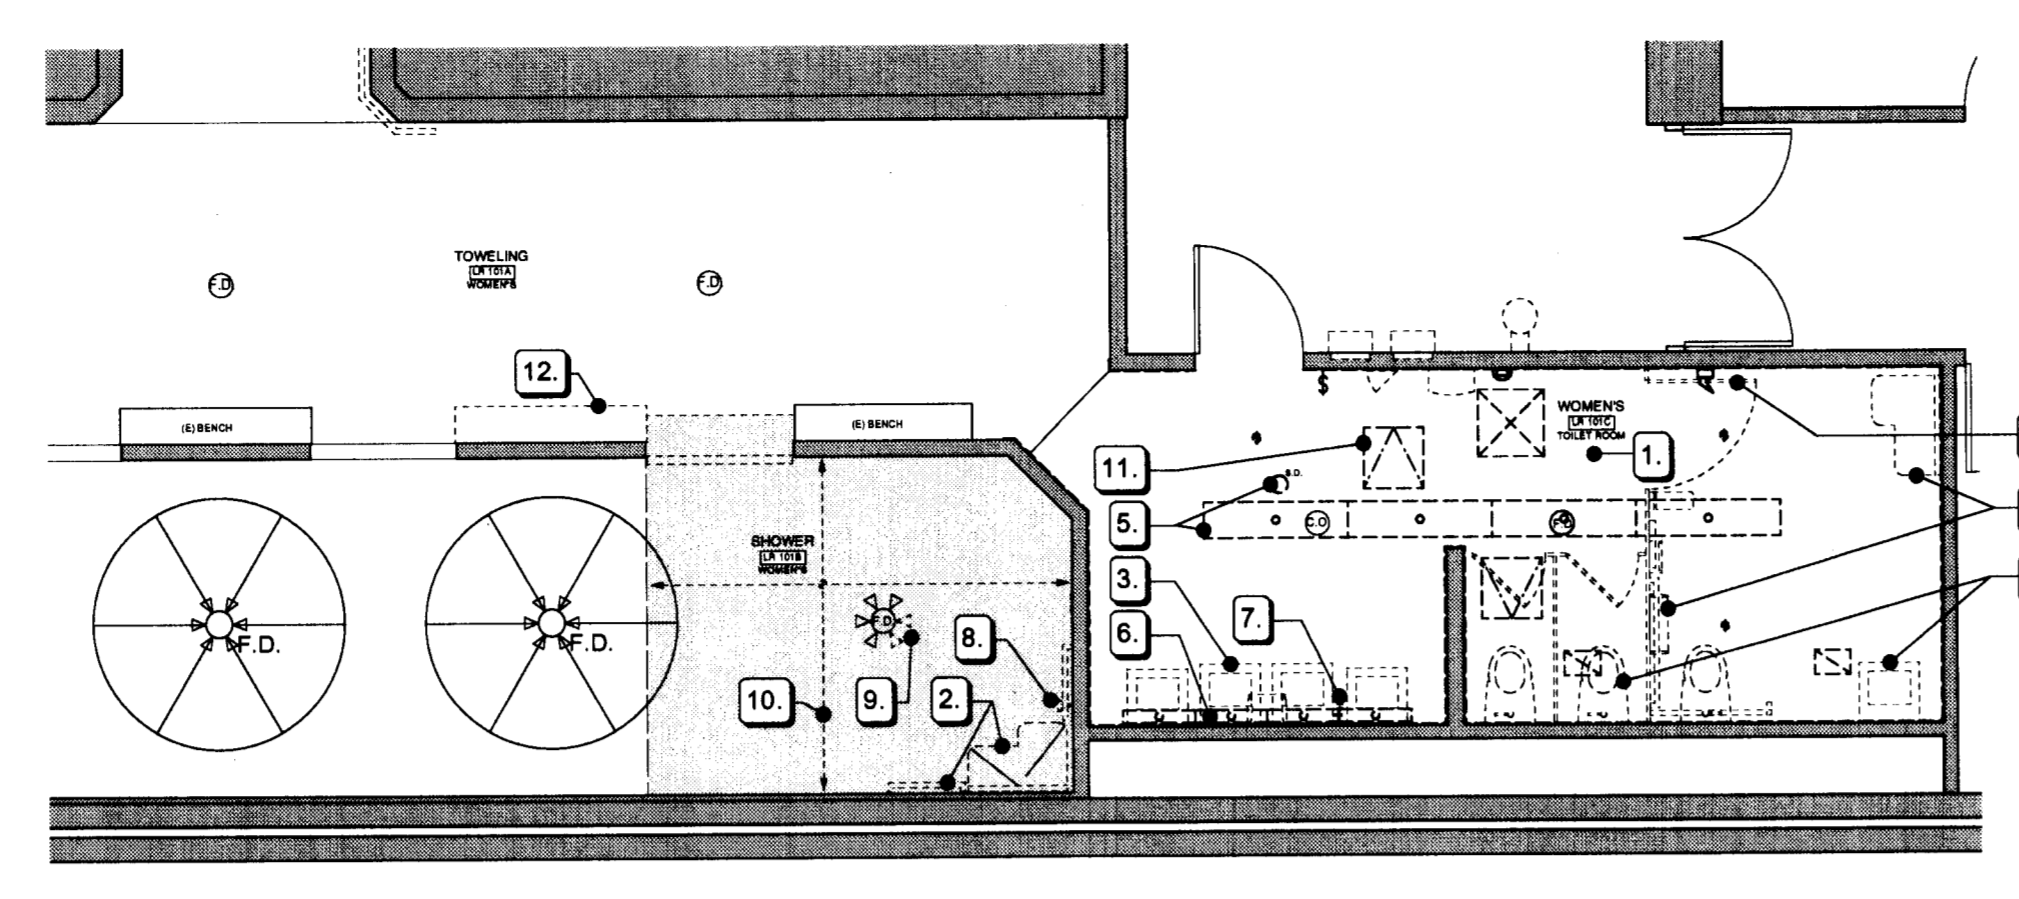 TOWELING
LR 101A
WOMEN'S
F.D
F.D
12.
(E) BENCH
(E) BENCH
$
WOMEN'S
LR 101C
TOILET ROOM
1.
11.
S.D.
5.
C.O
F.D
SHOWER
LR 101B
WOMEN'S
3.
6.
7.
F.D.
F.D.
F.D.
8.
10.
9.
2.